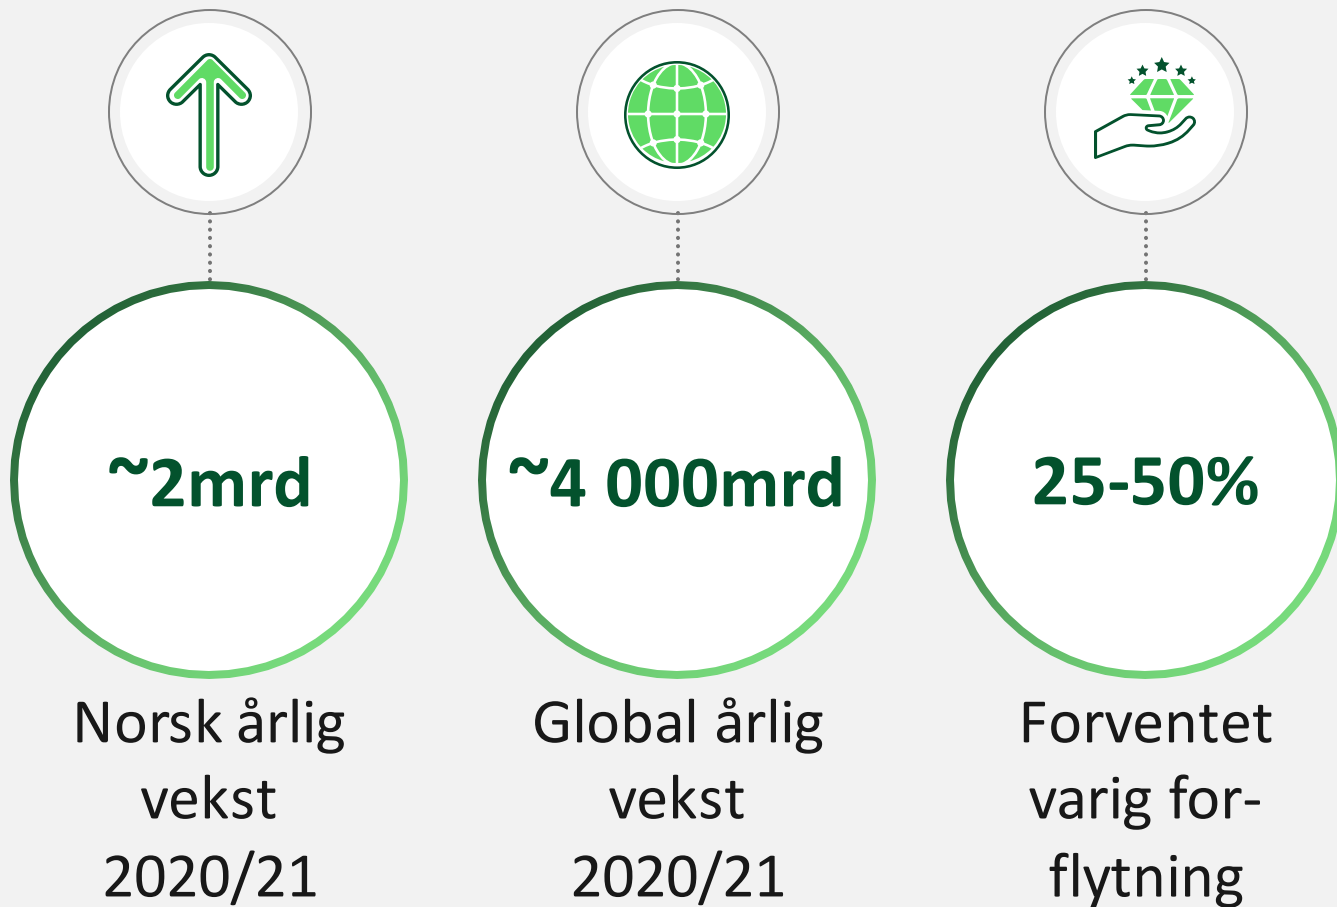 ~2mrd
~4 000mrd
25-50%
Norsk årlig
vekst
2020/21
Global årlig
vekst
2020/21
Forventet
varig for-
flytning